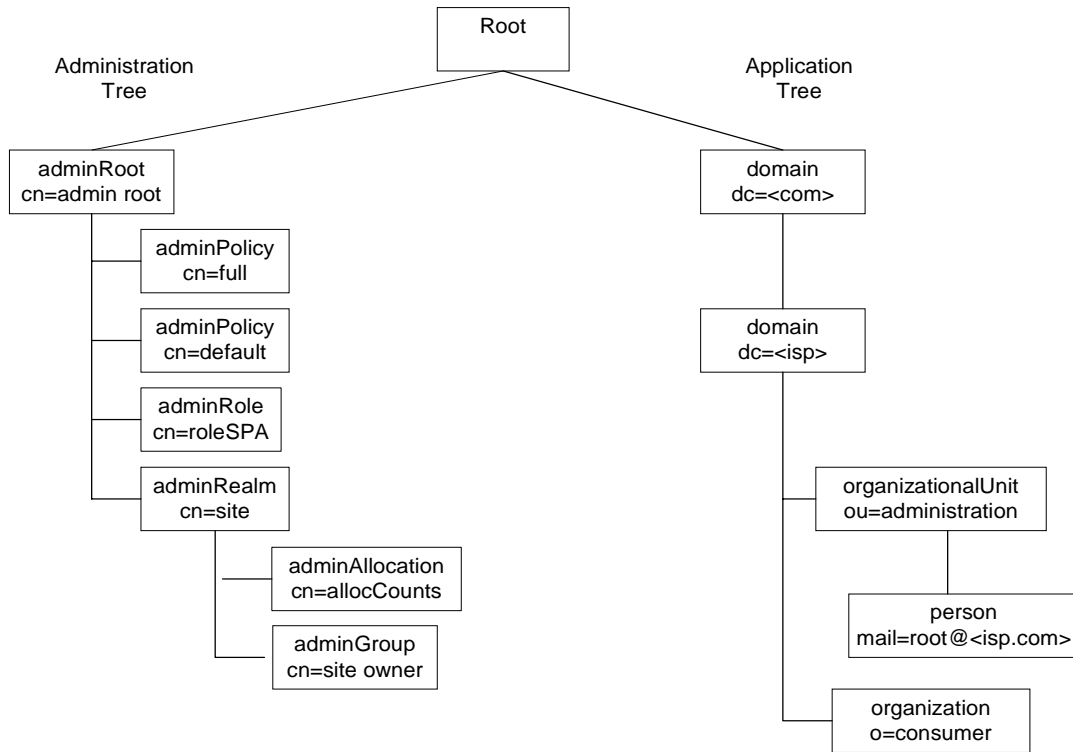 Root
Administration
Tree
Application
Tree
adminRoot
cn=admin root
domain
dc=<com>
adminPolicy
cn=full
adminPolicy
cn=default
domain
dc=<isp>
adminRole
cn=roleSPA
adminRealm
cn=site
organizationalUnit
ou=administration
adminAllocation
cn=allocCounts
person
mail=root@<isp.com>
adminGroup
cn=site owner
organization
o=consumer